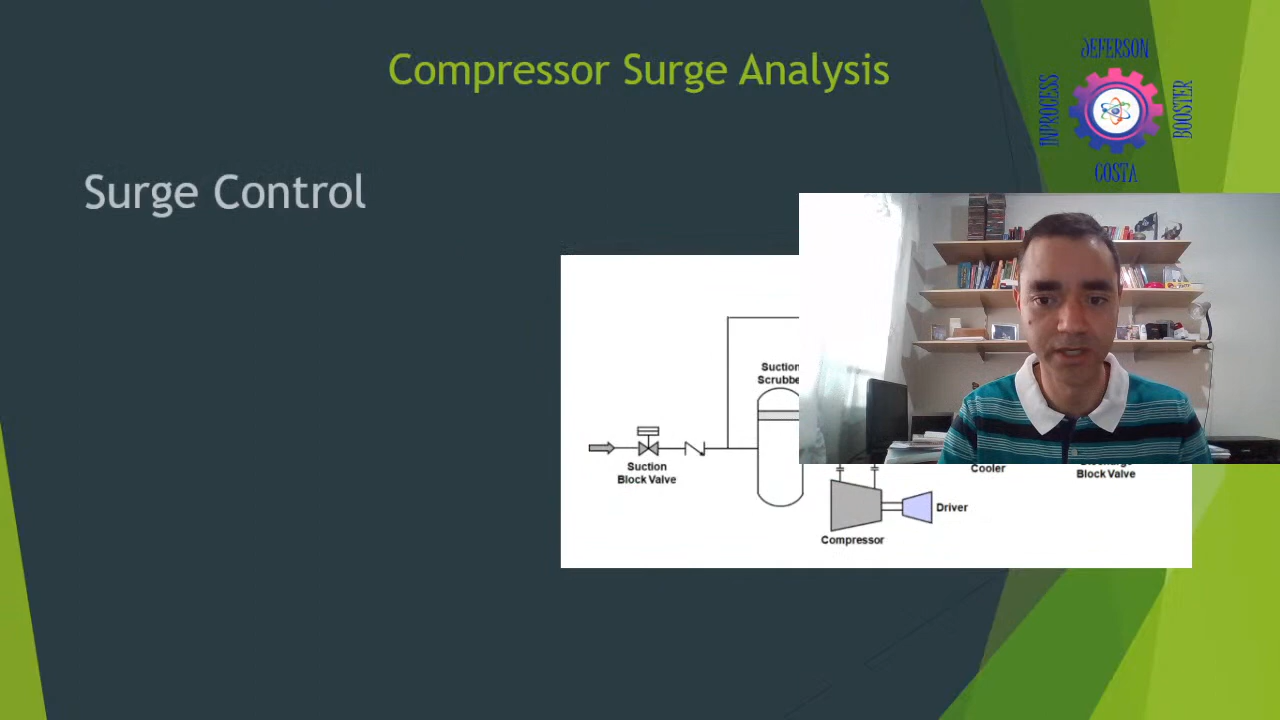 Compressor Surge Analysis
JEFERSON
INPROCESS
BOOSTER
COSTA
Surge Control
Suction
Suction
Block Valve
Cooler
Block Valve
Driver
Compressor